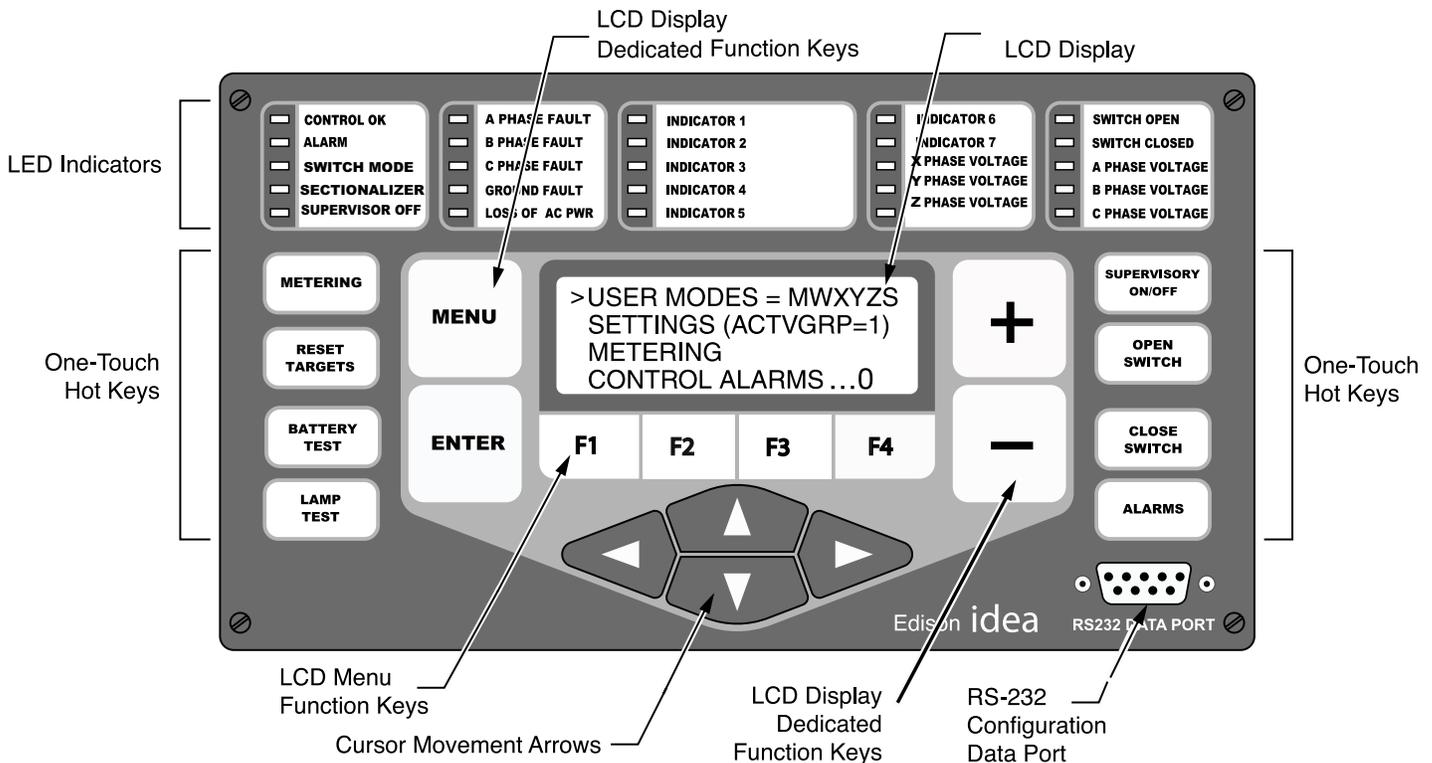 LCD Display
Dedicated Function Keys
LCD Display
LED Indicators
CONTROL OK
ALARM
SWITCH MODE
SECTIONALIZER
SUPERVISOR OFF
A PHASE FAULT
B PHASE FAULT
C PHASE FAULT
GROUND FAULT
LOSS OF AC PWR
INDICATOR 1
INDICATOR 2
INDICATOR 3
INDICATOR 4
INDICATOR 5
INDICATOR 6
INDICATOR 7
X PHASE VOLTAGE
Y PHASE VOLTAGE
Z PHASE VOLTAGE
SWITCH OPEN
SWITCH CLOSED
A PHASE VOLTAGE
B PHASE VOLTAGE
C PHASE VOLTAGE
One-Touch
Hot Keys
METERING
RESET
TARGETS
BATTERY
TEST
LAMP
TEST
MENU
ENTER
>USER MODES = MWXYZS
SETTINGS (ACTVGRP=1)
METERING
CONTROL ALARMS ...0
F1
F2
F3
F4
+
−
SUPERVISORY
ON/OFF
OPEN
SWITCH
CLOSE
SWITCH
ALARMS
One-Touch
Hot Keys
Edison idea
RS232 DATA PORT
LCD Menu
Function Keys
Cursor Movement Arrows
LCD Display
Dedicated
Function Keys
RS-232
Configuration
Data Port